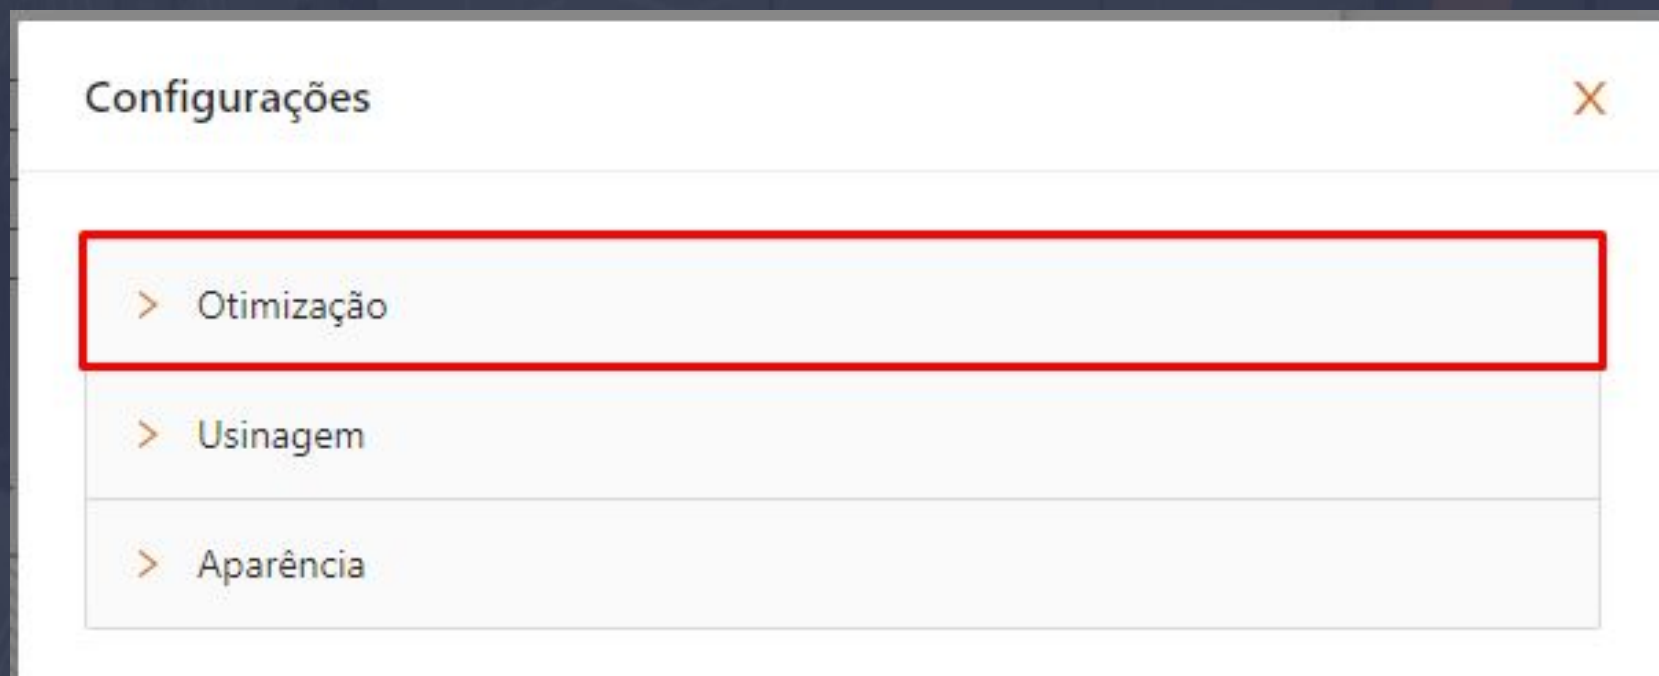 Configurações
X
> Otimização
> Usinagem
> Aparência